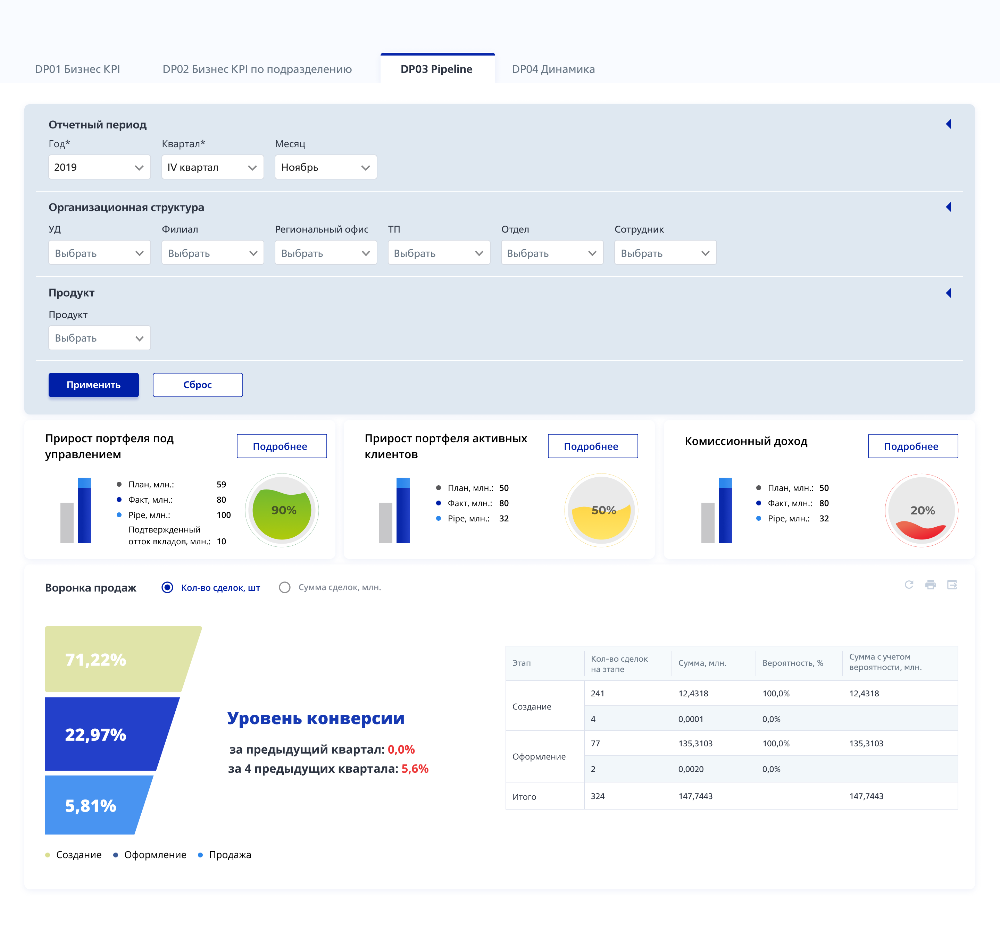 DP01 Бизнес KPI
DP02 Бизнес KPI по подразделению
DP03 Pipeline
DP04 Динамика
Отчетный период
Год*
Квартал*
Месяц
2019
IV квартал
Ноябрь
Организационная структура
УД
Филиал
Региональный офис
ТП
Отдел
Сотрудник
Выбрать
Выбрать
Выбрать
Выбрать
Выбрать
Выбрать
Продукт
Продукт
Выбрать
Применить
Сброс
Прирост портфеля под
управлением
Подробнее
План, млн.: 59
Факт, млн.: 80
Pipe, млн.: 100
Подтвержденный
отток вкладов, млн.: 10
90%
Прирост портфеля активных
клиентов
Подробнее
План, млн.: 50
Факт, млн.: 80
Pipe, млн.: 32
50%
Комиссионный доход
Подробнее
План, млн.: 50
Факт, млн.: 80
Pipe, млн.: 32
20%
Воронка продаж
Кол-во сделок, шт
Сумма сделок, млн.
71,22%
22,97%
5,81%
Создание
Оформление
Продажа
Уровень конверсии
за предыдущий квартал: 0,0%
за 4 предыдущих квартала: 5,6%
Этап
Кол-во сделок
на этапе
Сумма, млн.
Вероятность, %
Сумма с учетом
вероятности, млн.
Создание
241 12,4318 100,0% 12,4318
4 0,0001 0,0%
Оформление
77 135,3103 100,0% 135,3103
2 0,0020 0,0%
Итого 324 147,7443 147,7443